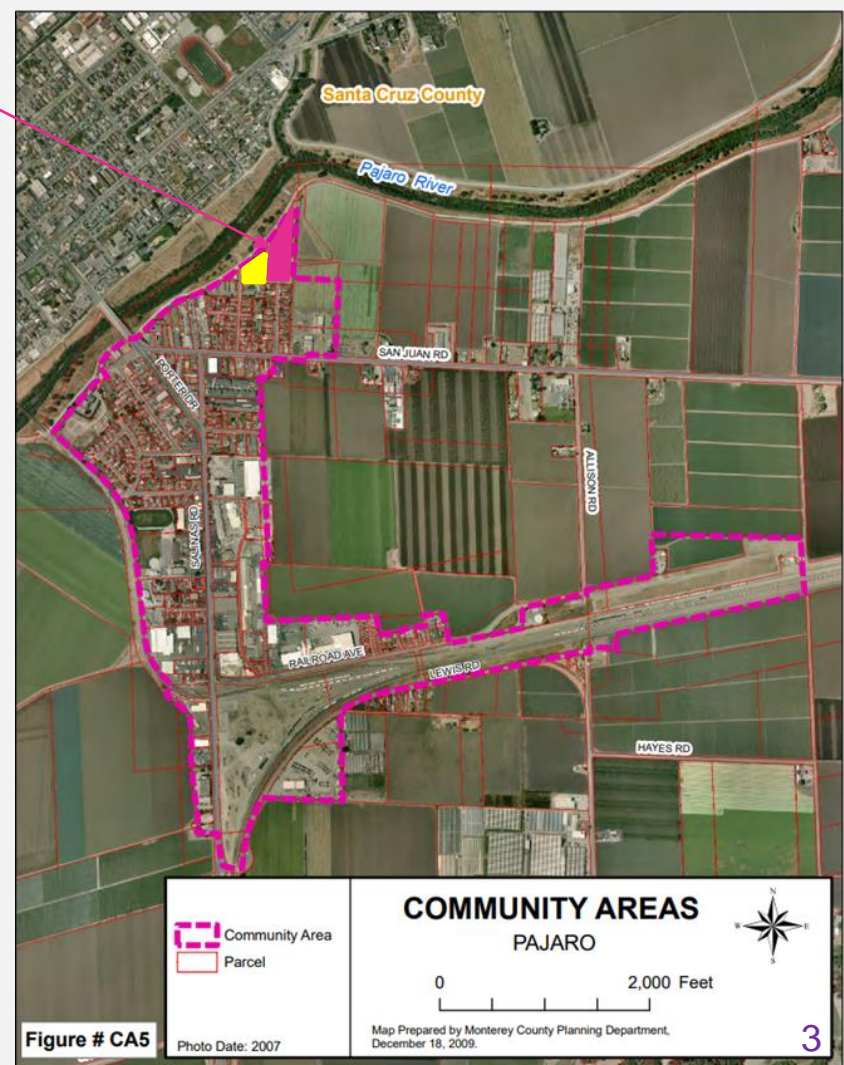 Santa Cruz County
Pajaro River
SAN JUAN RD
PORTER DR
ALLISON RD
SALINAS RD
RAILROAD AVE
LEWIS RD
HAYES RD
Community Area
Parcel
COMMUNITY AREAS
PAJARO
N
W
E
S
0
2,000 Feet
Figure # CA5
Photo Date: 2007
Map Prepared by Monterey County Planning Department,
December 18, 2009.
3